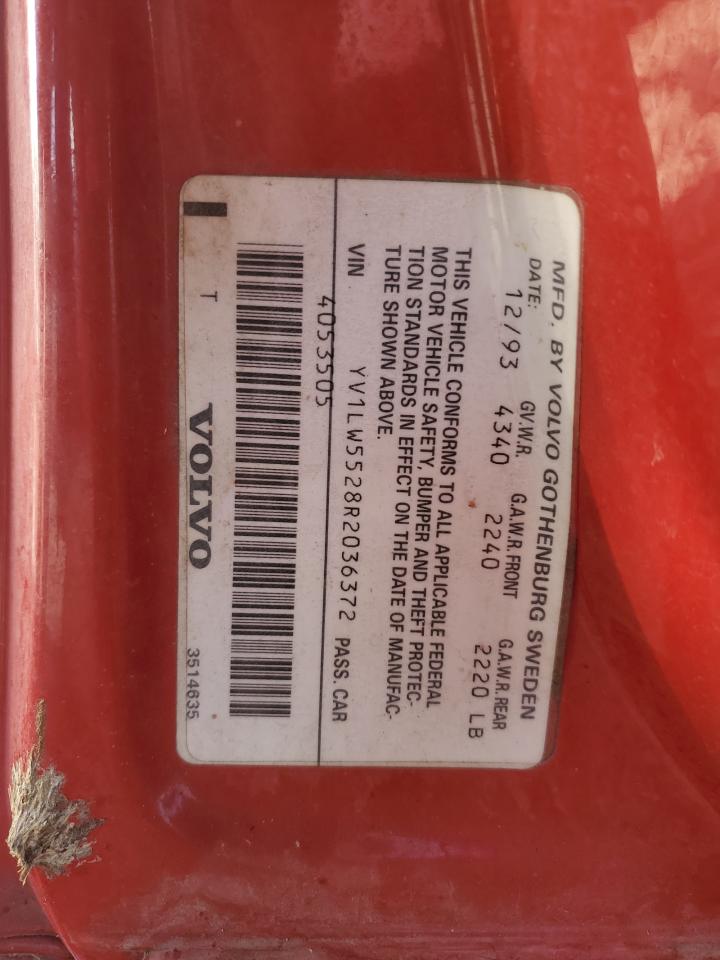 MFD. BY VOLVO GOTHENBURG SWEDEN
DATE: G.V.W.R. G.A.W.R. FRONT G.A.W.R. REAR
12/93 4340 2240 2220 LB
THIS VEHICLE CONFORMS TO ALL APPLICABLE FEDERAL
MOTOR VEHICLE SAFETY, BUMPER AND THEFT PROTEC-
TION STANDARDS IN EFFECT ON THE DATE OF MANUFAC-
TURE SHOWN ABOVE.
VIN YV1LW5528R2036372 PASS. CAR
4053505
T VOLVO 3514635